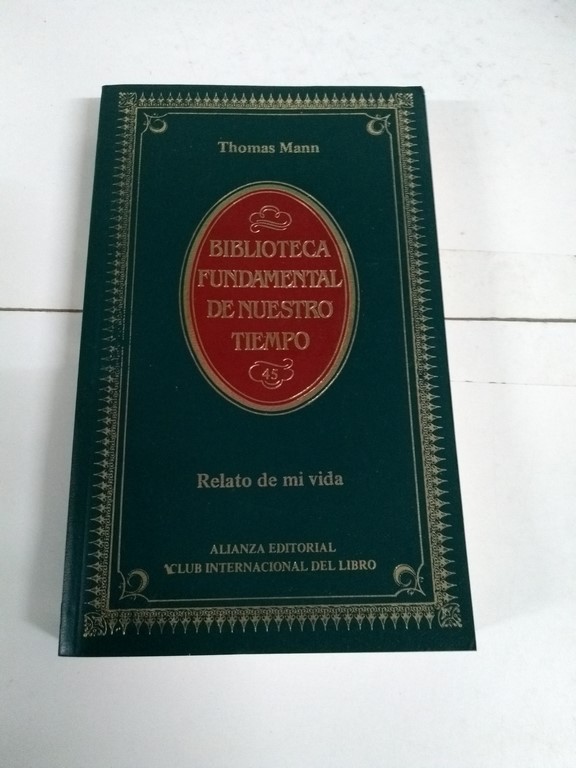 Thomas Mann
BIBLIOTECA
FUNDAMENTAL
DE NUESTRO
TIEMPO
45
Relato de mi vida
ALIANZA EDITORIAL
CLUB INTERNACIONAL DEL LIBRO